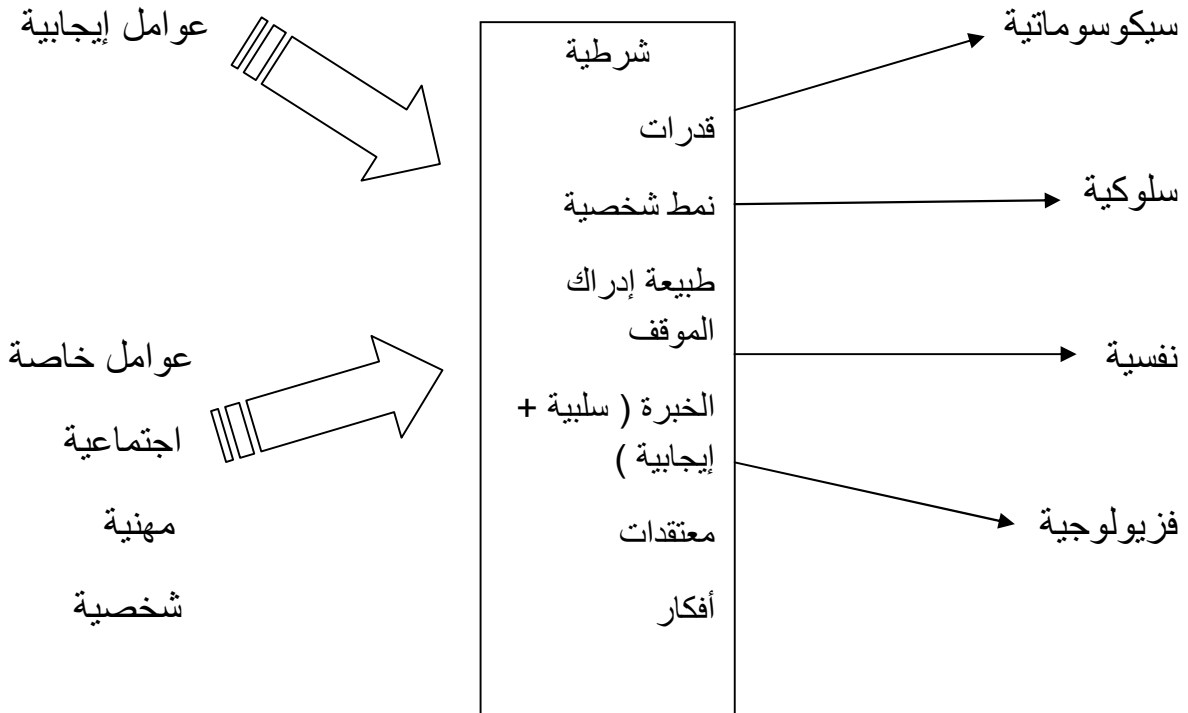 عوامل إيجابية
عوامل خاصة
اجتماعية
مهنية
شخصية
شرطية
قدرات
نمط شخصية
طبيعة إدراك
الموقف
الخبرة ( سلبية +
إيجابية )
معتقدات
أفكار
سيكوسوماتية
سلوكية
نفسية
فزيولوجية